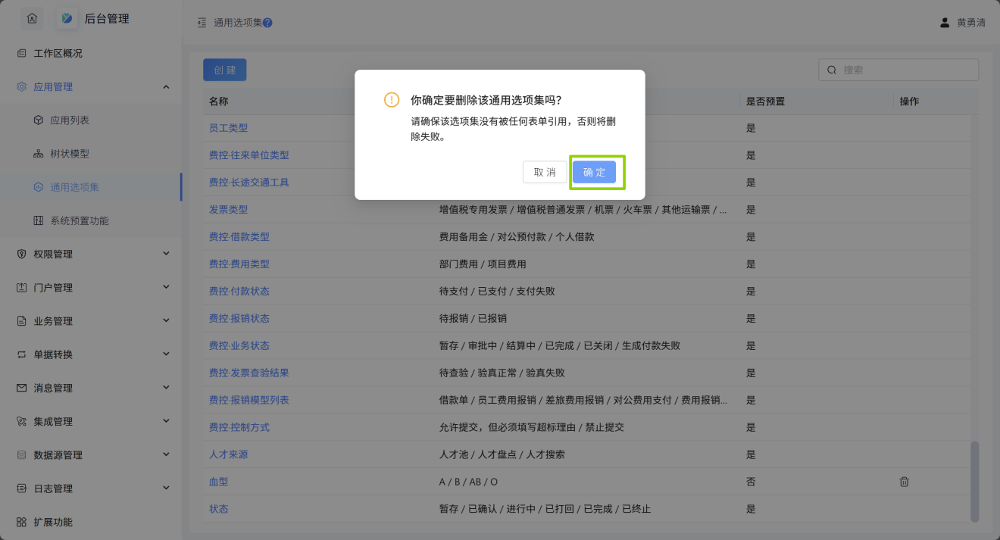 后台管理
通用选项集?
黄勇清
工作区概况
应用管理
应用列表
树状模型
通用选项集
系统预置功能
权限管理
门户管理
业务管理
单据转换
消息管理
集成管理
数据源管理
日志管理
扩展功能
创 建
搜索
名称 是否预置 操作
员工类型 是
费控-往来单位类型 是
费控-长途交通工具 是
发票类型 增值税专用发票 / 增值税普通发票 / 机票 / 火车票 / 其他运输票 / ... 是
费控-借款类型 费用备用金 / 对公预付款 / 个人借款 是
费控-费用类型 部门费用 / 项目费用 是
费控-付款状态 待支付 / 已支付 / 支付失败 是
费控-报销状态 待报销 / 已报销 是
费控-业务状态 暂存 / 审批中 / 结算中 / 已完成 / 已关闭 / 生成付款失败 是
费控-发票查验结果 待查验 / 验真正常 / 验真失败 是
费控-报销模型列表 借款单 / 员工费用报销 / 差旅费用报销 / 对公费用支付 / 费用报销... 是
费控-控制方式 允许提交，但必须填写超标理由 / 禁止提交 是
人才来源 人才池 / 人才盘点 / 人才搜索 是
血型 A / B / AB / O 否
状态 暂存 / 已确认 / 进行中 / 已打回 / 已完成 / 已终止 是
你确定要删除该通用选项集吗?
请确保该选项集没有被任何表单引用，否则将删
除失败。
取 消
确 定